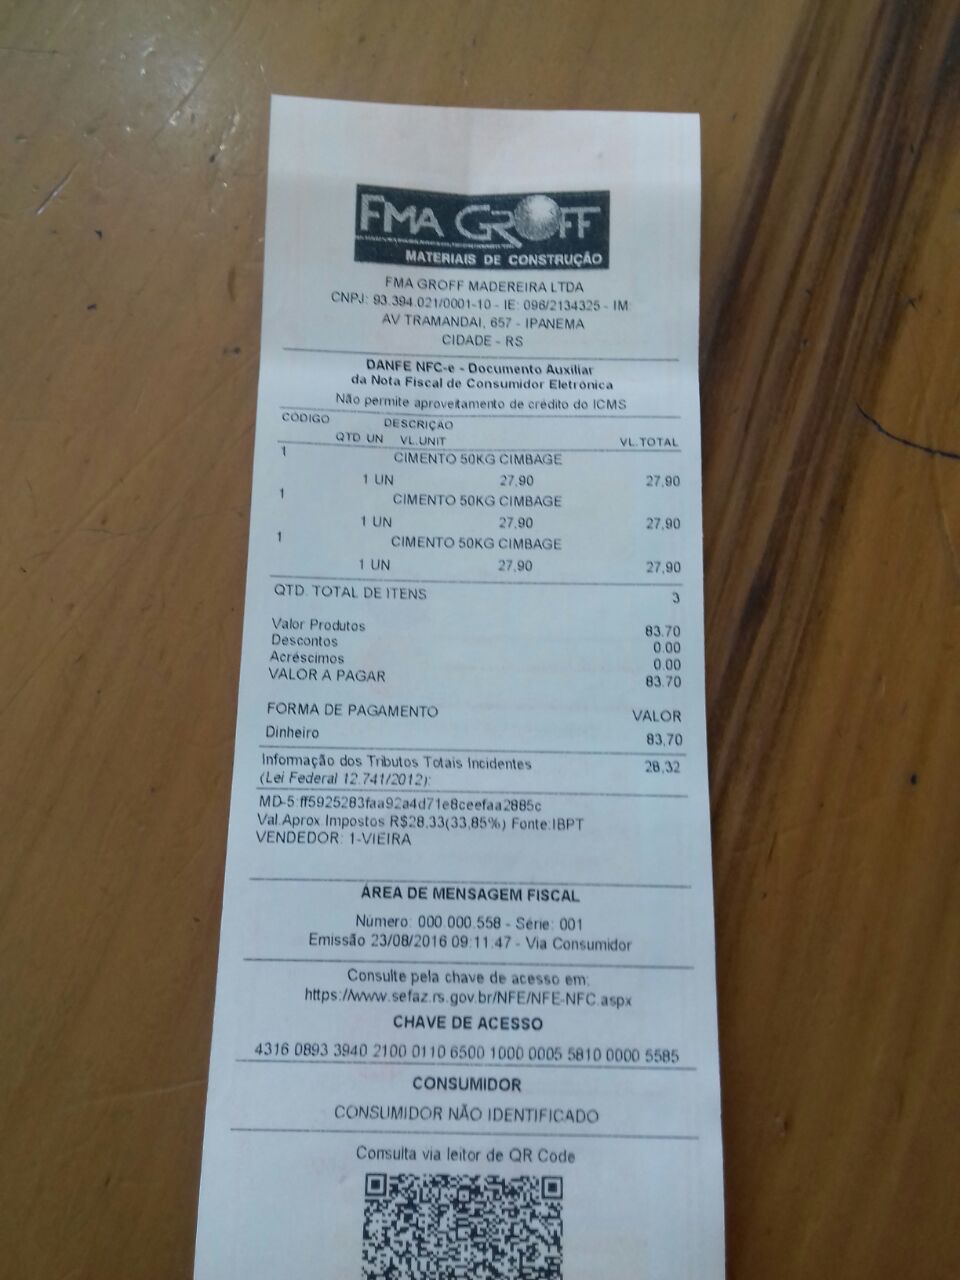 FMA GROFF
MATERIAIS DE CONSTRUÇÃO
FMA GROFF MADEREIRA LTDA
CNPJ: 93.394.021/0001-10 - IE: 096/2134325 - IM:
AV TRAMANDAI, 657 - IPANEMA
CIDADE - RS
DANFE NFC-e - Documento Auxiliar
da Nota Fiscal de Consumidor Eletrônica
Não permite aproveitamento de crédito do ICMS
CÓDIGO DESCRIÇÃO
QTD UN VL.UNIT VL.TOTAL
1 CIMENTO 50KG CIMBAGE
1 UN 27,90 27,90
1 CIMENTO 50KG CIMBAGE
1 UN 27,90 27,90
1 CIMENTO 50KG CIMBAGE
1 UN 27,90 27,90
QTD. TOTAL DE ITENS 3
Valor Produtos 83,70
Descontos 0,00
Acréscimos 0,00
VALOR A PAGAR 83,70
FORMA DE PAGAMENTO VALOR
Dinheiro 83,70
Informação dos Tributos Totais Incidentes 28,32
(Lei Federal 12.741/2012):
MD-5:ff5925283faa92a4d71e8ceefaa2885c
Val.Aprox Impostos R$28,33(33,85%) Fonte:IBPT
VENDEDOR: 1-VIEIRA
ÁREA DE MENSAGEM FISCAL
Número: 000.000.558 - Série: 001
Emissão 23/08/2016 09:11:47 - Via Consumidor
Consulte pela chave de acesso em:
https://www.sefaz.rs.gov.br/NFE/NFE-NFC.aspx
CHAVE DE ACESSO
4316 0893 3940 2100 0110 6500 1000 0005 5810 0000 5585
CONSUMIDOR
CONSUMIDOR NÃO IDENTIFICADO
Consulta via leitor de QR Code